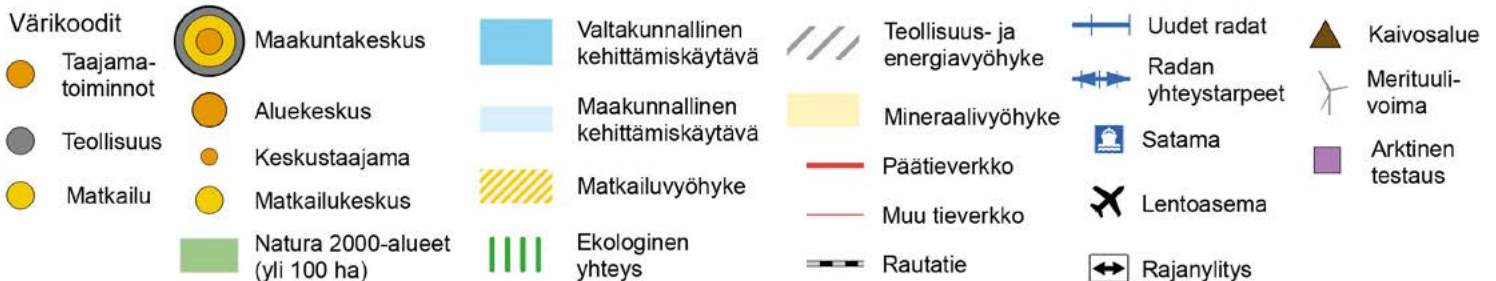 Värikoodit
Taajama-
toiminnot
Teollisuus
Matkailu
Maakuntakeskus
Aluekeskus
Keskustaajama
Matkailukeskus
Natura 2000-alueet
(yli 100 ha)
Valtakunnallinen
kehittämiskäytävä
Maakunnallinen
kehittämiskäytävä
Matkailuvyöhyke
Ekologinen
yhteys
Teollisuus- ja
energiavyöhyke
Mineraalivyöhyke
Päätieverkko
Muu tieverkko
Rautatie
Uudet radat
Radan
yhteystarpeet
Satama
Lentoasema
Rajanylitys
Kaivosalue
Merituuli-
voima
Arktinen
testaus